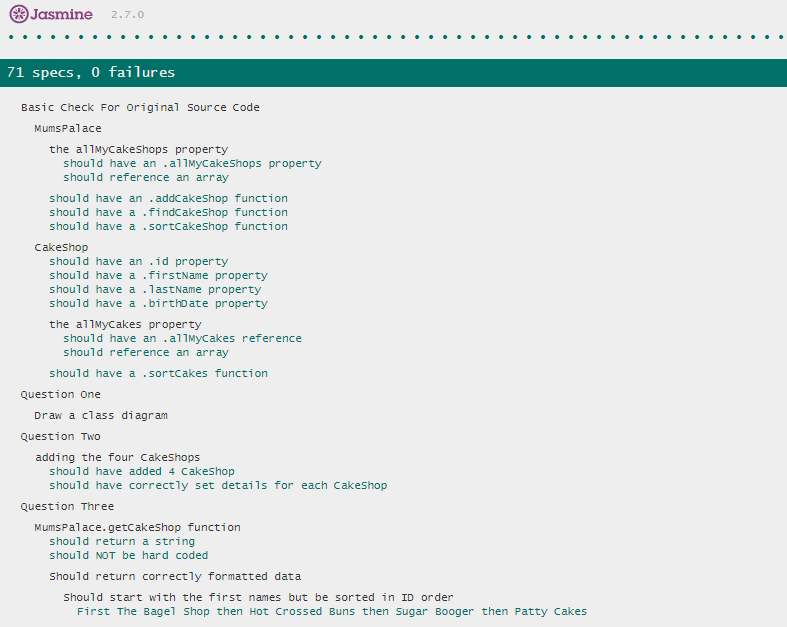 Jasmine 2.7.0
71 specs, 0 failures
Basic Check For Original Source Code
MumsPalace
the allMyCakeShops property
should have an .allMyCakeShops property
should reference an array
should have an .addCakeShop function
should have a .findCakeShop function
should have a .sortCakeShop function
CakeShop
should have an .id property
should have a .firstName property
should have a .lastName property
should have a .birthDate property
the allMyCakes property
should have an .allMyCakes reference
should reference an array
should have a .sortCakes function
Question One
Draw a class diagram
Question Two
adding the four CakeShops
should have added 4 CakeShop
should have correctly set details for each CakeShop
Question Three
MumsPalace.getCakeShop function
should return a string
should NOT be hard coded
Should return correctly formatted data
Should start with the first names but be sorted in ID order
First The Bagel Shop then Hot Crossed Buns then Sugar Booger then Patty Cakes